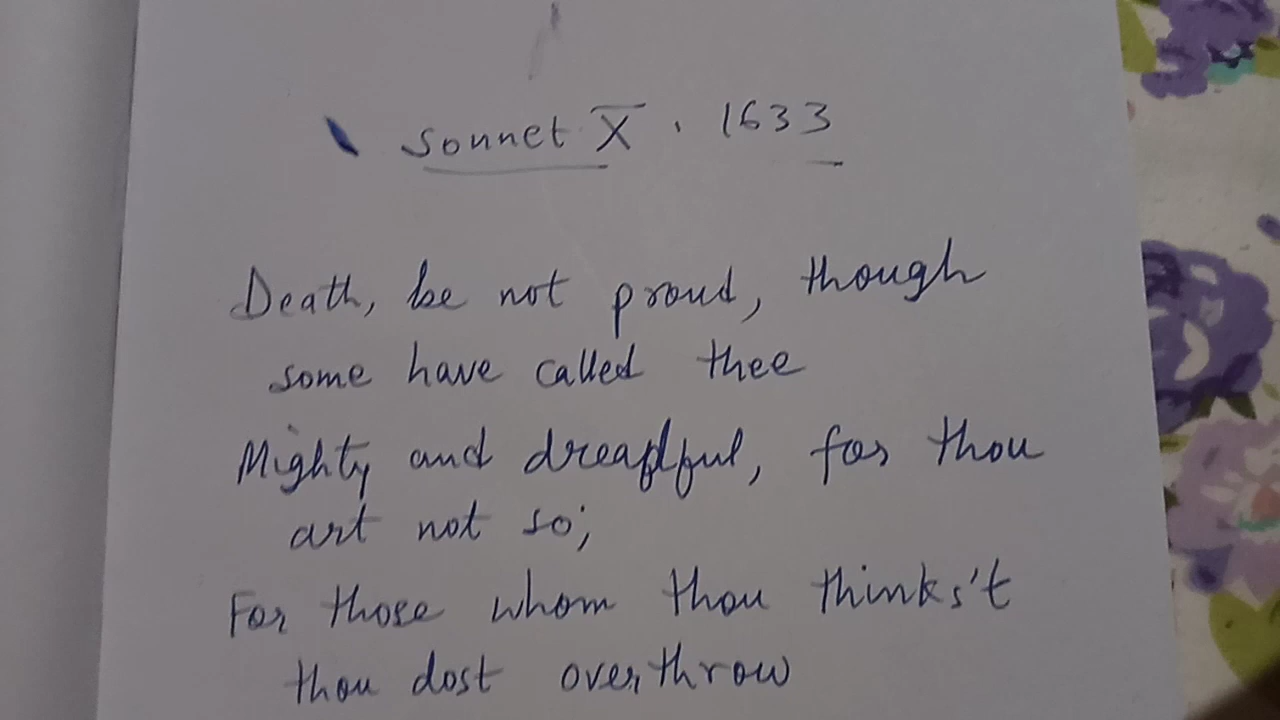 Sonnet X. 1633
Death, be not proud, though
some have called thee
Mighty and dreadful, for thou
art not so;
For those whom thou thinks't
thou dost overthrow